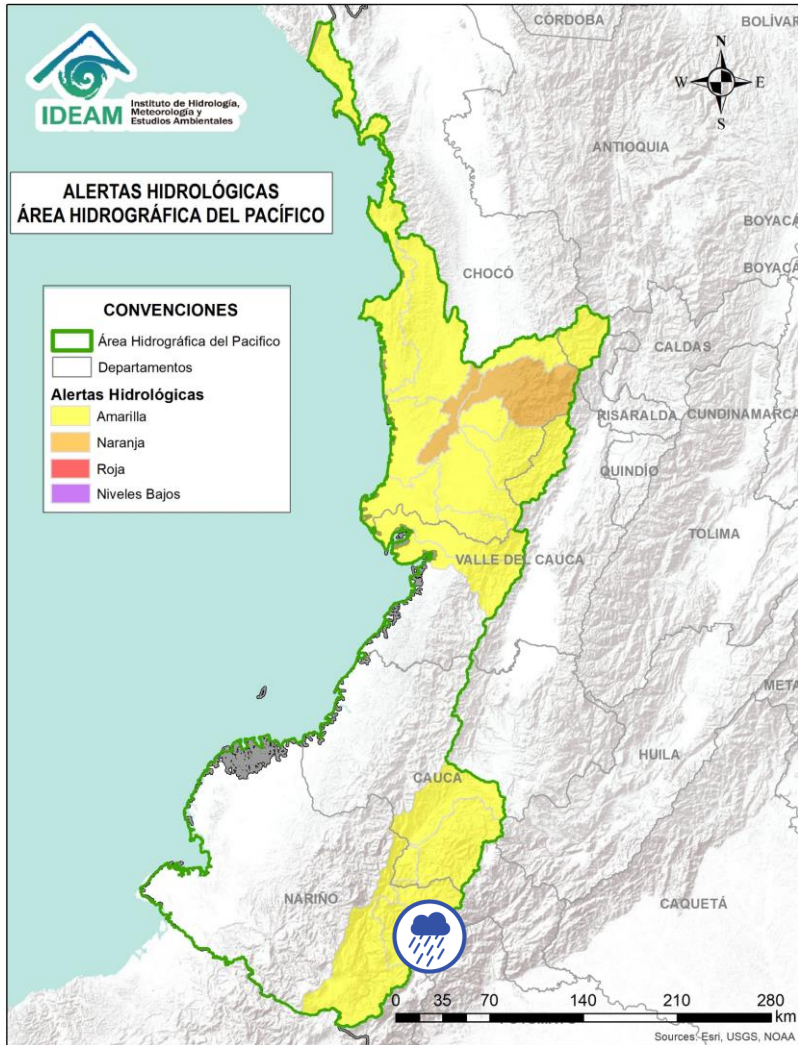 CÓRDOBA
BOLÍVAR
N
W
E
S
IDEAM
Instituto de Hidrología,
Meteorología y
Estudios Ambientales
ANTIOQUIA
ALERTAS HIDROLÓGICAS
ÁREA HIDROGRÁFICA DEL PACÍFICO
BOYACÁ
BOYACÁ
CHOCÓ
CONVENCIONES
Área Hidrográfica del Pacifico
Departamentos
Alertas Hidrológicas
Amarilla
Naranja
Roja
Niveles Bajos
CALDAS
RISARALDA
CUNDINAMARCA
QUINDÍO
TOLIMA
VALLE DEL CAUCA
META
HUILA
CAUCA
NARIÑO
CAQUETÁ
0 35 70 140 210 280
km
Sources: Esri, USGS, NOAA